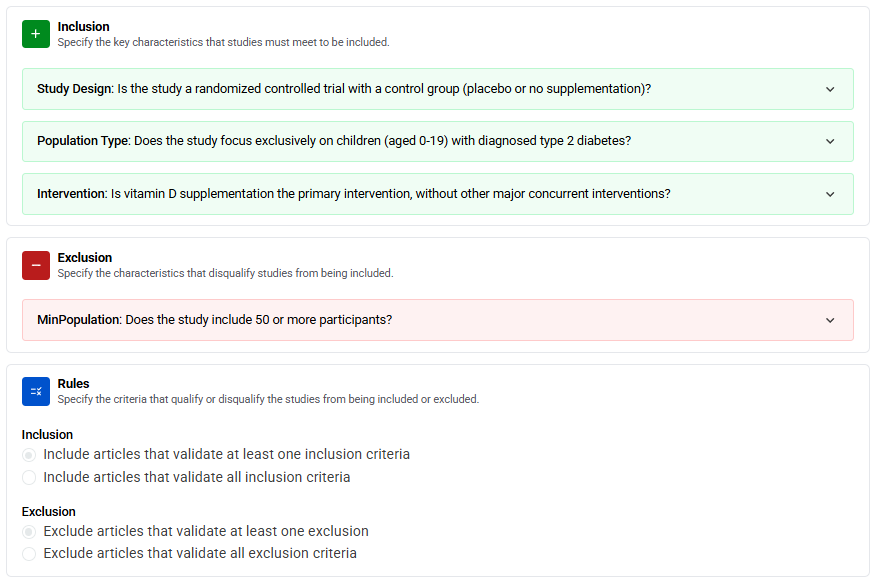 Inclusion
Specify the key characteristics that studies must meet to be included.
Study Design: Is the study a randomized controlled trial with a control group (placebo or no supplementation)?
Population Type: Does the study focus exclusively on children (aged 0-19) with diagnosed type 2 diabetes?
Intervention: Is vitamin D supplementation the primary intervention, without other major concurrent interventions?
Exclusion
Specify the characteristics that disqualify studies from being included.
MinPopulation: Does the study include 50 or more participants?
Rules
Specify the criteria that qualify or disqualify the studies from being included or excluded.
Inclusion
Include articles that validate at least one inclusion criteria
Include articles that validate all inclusion criteria
Exclusion
Exclude articles that validate at least one exclusion
Exclude articles that validate all exclusion criteria